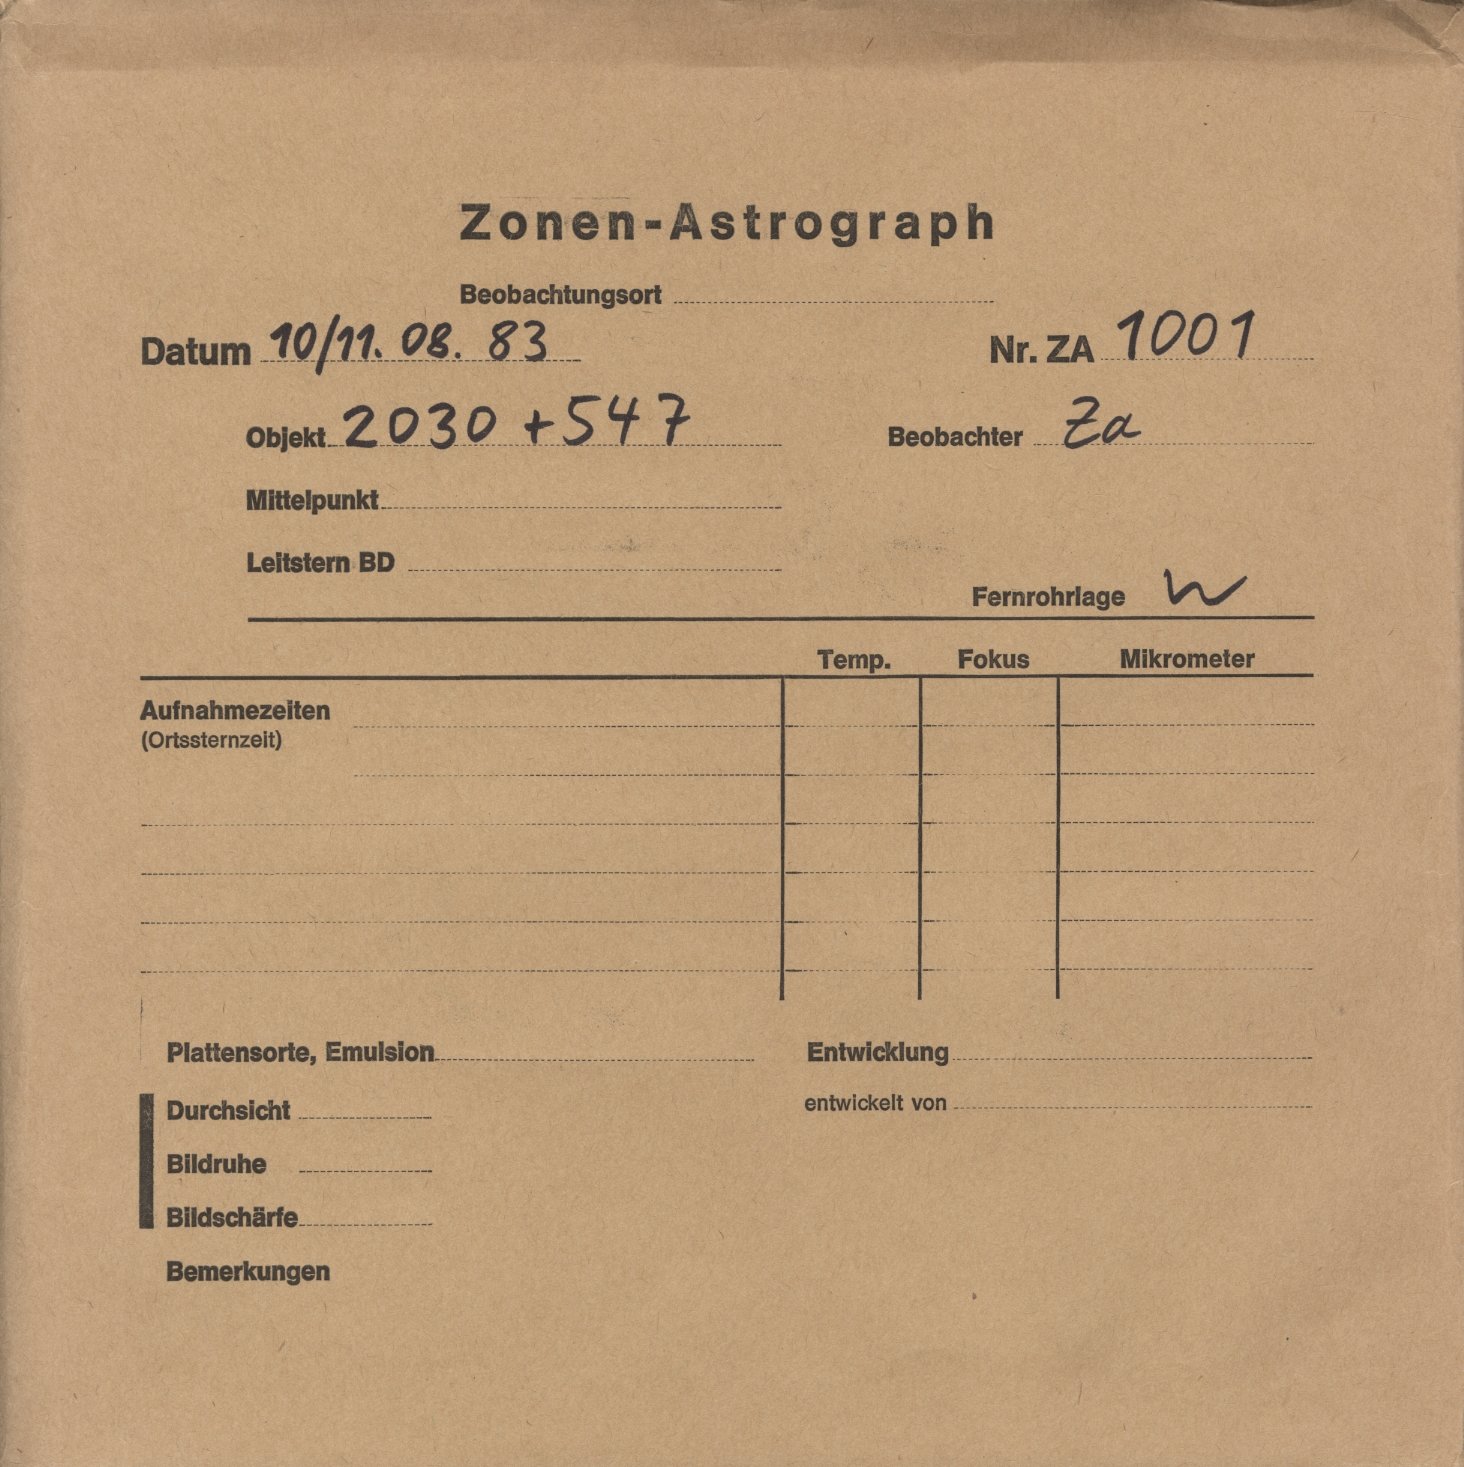 Zonen-Astrograph
Beobachtungsort
Datum 10/11. 08. 83 Nr. ZA 1001
Objekt 2030 +547 Beobachter Za
Mittelpunkt
Leitstern BD
Fernrohrlage W
Temp. Fokus Mikrometer
Aufnahmezeiten
(Ortssternzeit)
Plattensorte, Emulsion Entwicklung
Durchsicht entwickelt von
Bildruhe
Bildschärfe
Bemerkungen